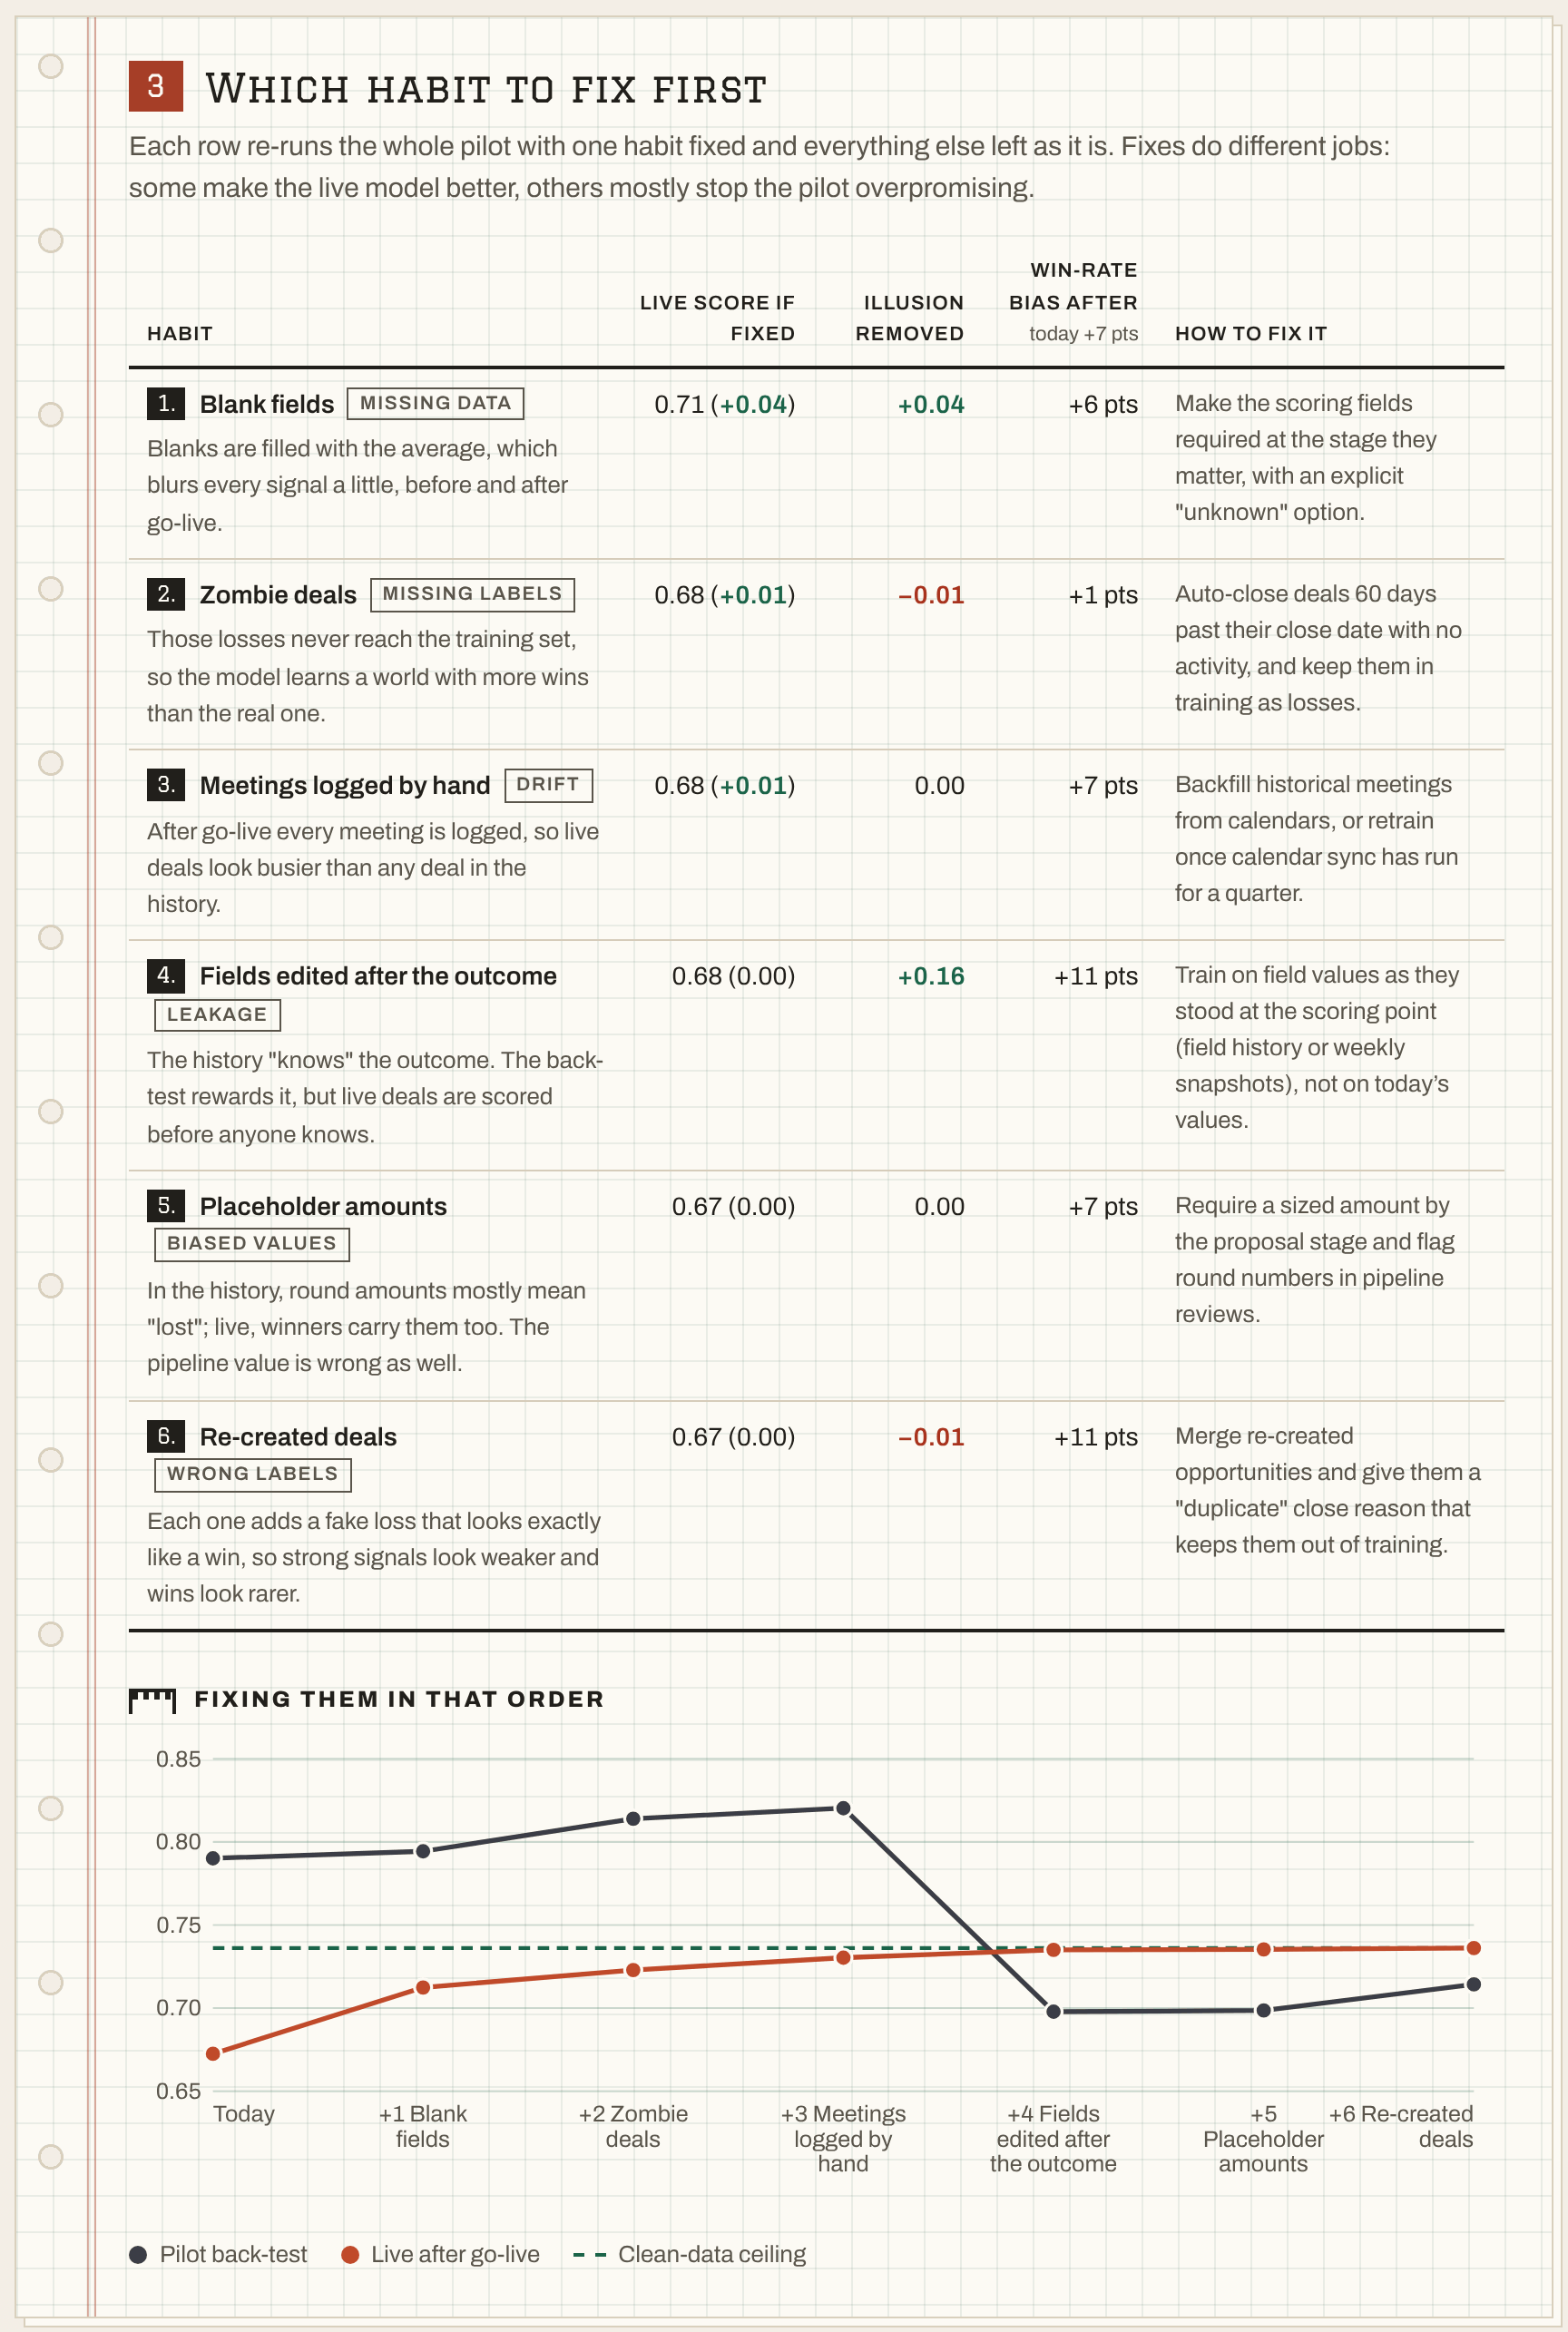 3 Which habit to fix first
Each row re-runs the whole pilot with one habit fixed and everything else left as it is. Fixes do different jobs:
some make the live model better, others mostly stop the pilot overpromising.
HABIT
LIVE SCORE IF
FIXED
ILLUSION
REMOVED
WIN-RATE
BIAS AFTER
today +7 pts
HOW TO FIX IT
1. Blank fields MISSING DATA
Blanks are filled with the average, which
blurs every signal a little, before and after
go-live.
0.71 (+0.04)
+0.04
+6 pts
Make the scoring fields
required at the stage they
matter, with an explicit
"unknown" option.
2. Zombie deals MISSING LABELS
Those losses never reach the training set,
so the model learns a world with more wins
than the real one.
0.68 (+0.01)
−0.01
+1 pts
Auto-close deals 60 days
past their close date with no
activity, and keep them in
training as losses.
3. Meetings logged by hand DRIFT
After go-live every meeting is logged, so live
deals look busier than any deal in the
history.
0.68 (+0.01)
0.00
+7 pts
Backfill historical meetings
from calendars, or retrain
once calendar sync has run
for a quarter.
4. Fields edited after the outcome
LEAKAGE
The history "knows" the outcome. The back-
test rewards it, but live deals are scored
before anyone knows.
0.68 (0.00)
+0.16
+11 pts
Train on field values as they
stood at the scoring point
(field history or weekly
snapshots), not on today’s
values.
5. Placeholder amounts
BIASED VALUES
In the history, round amounts mostly mean
"lost"; live, winners carry them too. The
pipeline value is wrong as well.
0.67 (0.00)
0.00
+7 pts
Require a sized amount by
the proposal stage and flag
round numbers in pipeline
reviews.
6. Re-created deals
WRONG LABELS
Each one adds a fake loss that looks exactly
like a win, so strong signals look weaker and
wins look rarer.
0.67 (0.00)
−0.01
+11 pts
Merge re-created
opportunities and give them a
"duplicate" close reason that
keeps them out of training.
FIXING THEM IN THAT ORDER
0.85
0.80
0.75
0.70
0.65
Today
+1 Blank
fields
+2 Zombie
deals
+3 Meetings
logged by
hand
+4 Fields
edited after
the outcome
+5
Placeholder
amounts
+6 Re-created
deals
Pilot back-test
Live after go-live
Clean-data ceiling